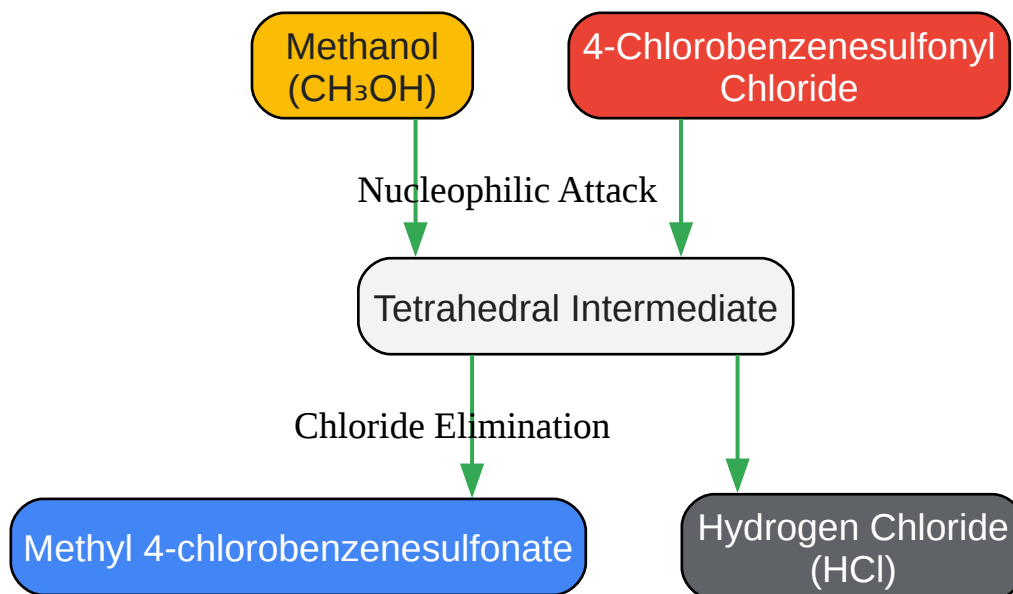 Methanol
(CH₃OH)
4-Chlorobenzenesulfonyl
Chloride
Nucleophilic Attack
Tetrahedral Intermediate
Chloride Elimination
Methyl 4-chlorobenzenesulfonate
Hydrogen Chloride
(HCl)